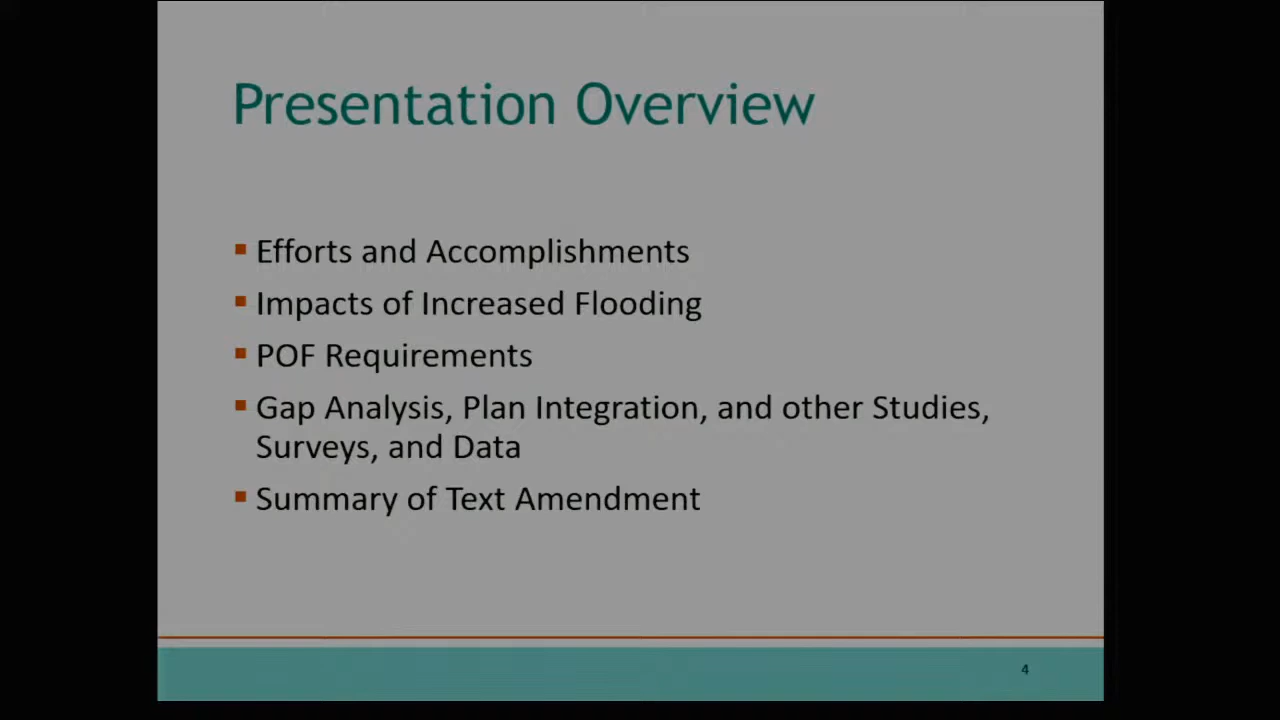 Presentation Overview
Efforts and Accomplishments
Impacts of Increased Flooding
POF Requirements
Gap Analysis, Plan Integration, and other Studies,
Surveys, and Data
Summary of Text Amendment
4